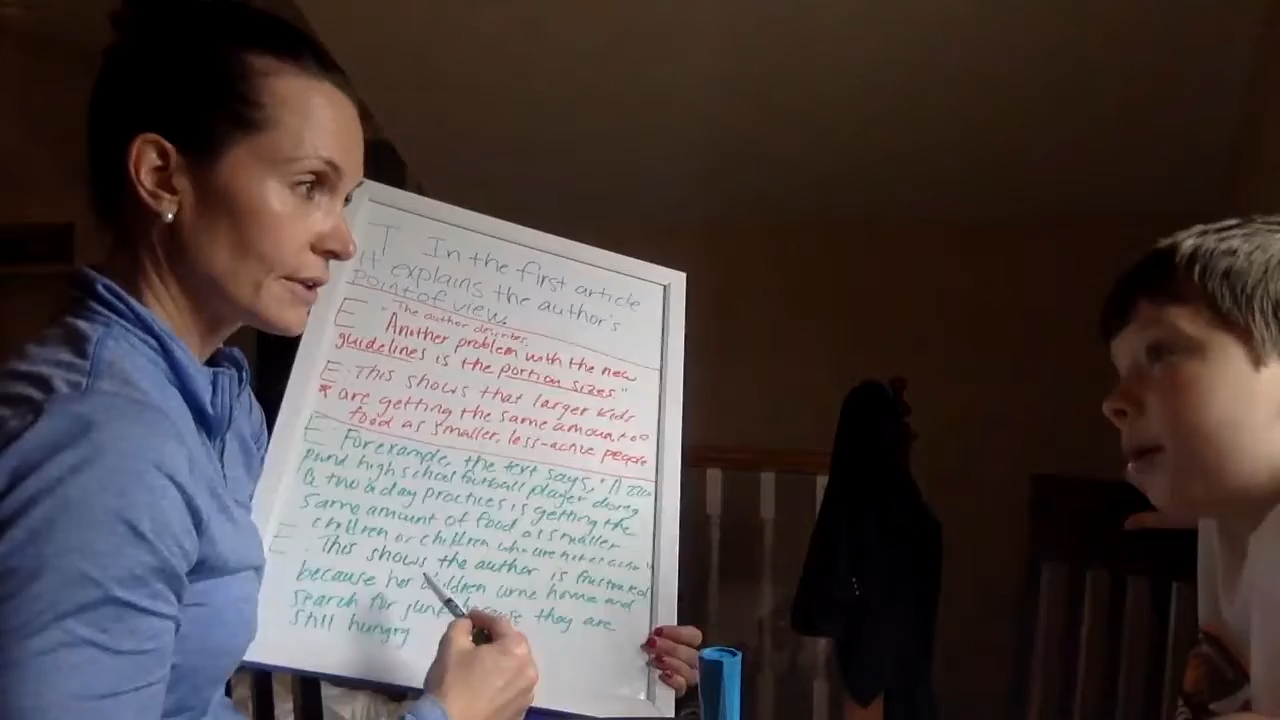 T In the first article
it explains the author's
point of view.
E "The author describes,
Another problem with the new
guidelines is the portion sizes."
E: This shows that larger kids
* are getting the same amount
food as smaller, less-active people
E: For example, the text says, "A
pund high school football player doing
two a day practices is getting the
same amount of food as smaller
children or children who are not as active"
E: This shows the author is frustrated
because her children come home and
search for junk because they are
still hungry